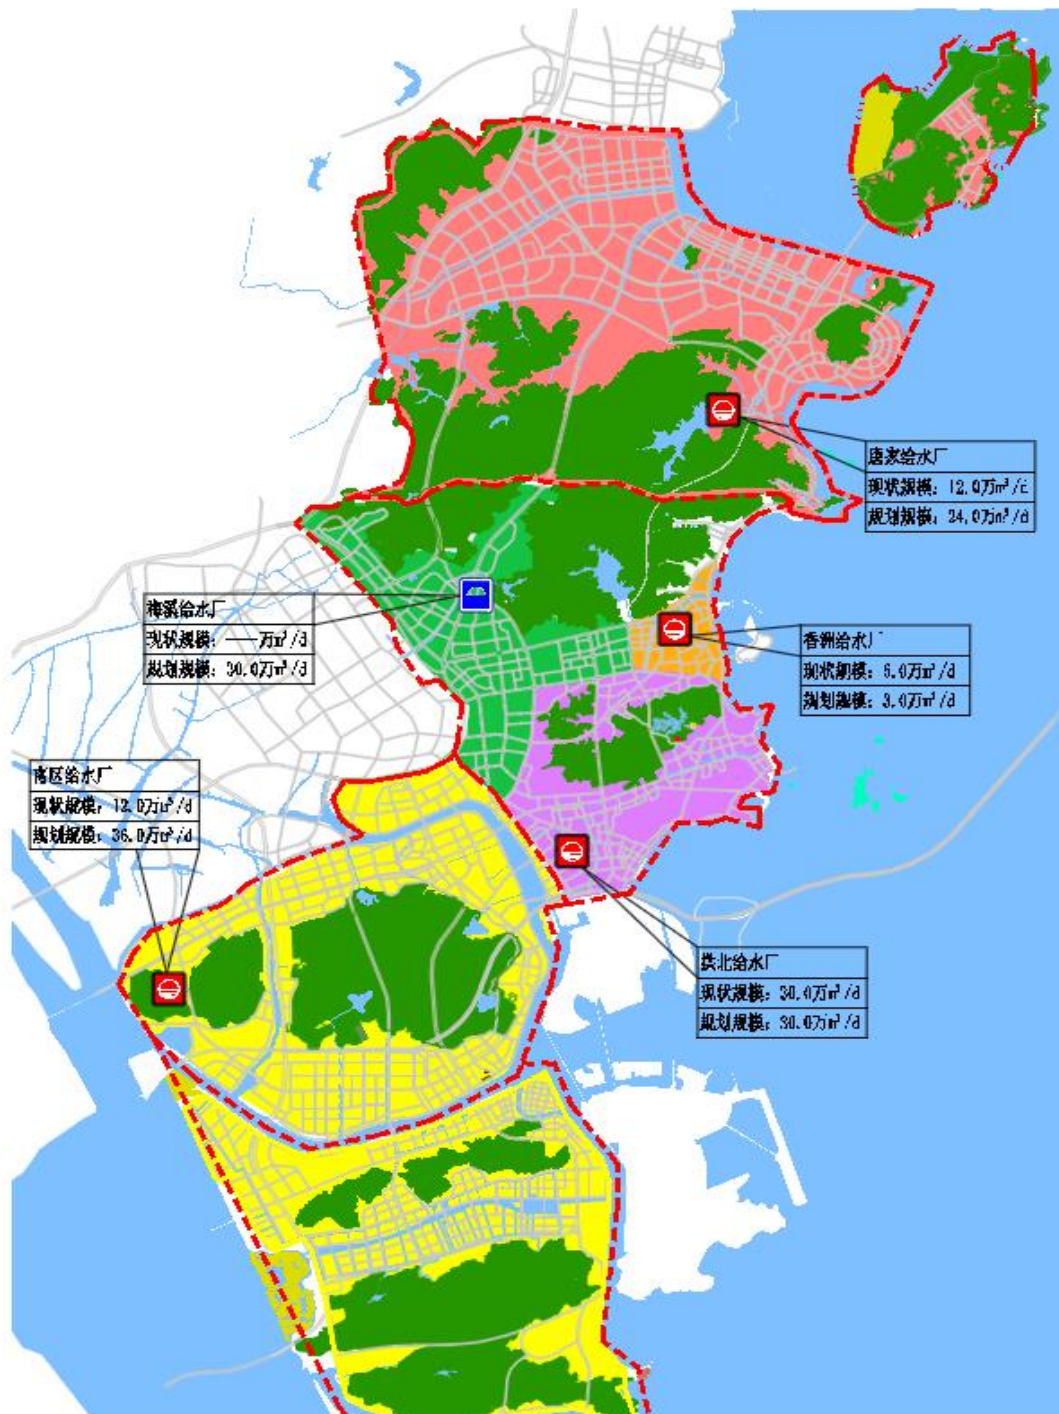 唐家给水厂
现状规模：12.0万m³/d
规划规模：24.0万m³/d
梅溪给水厂
现状规模：——万m³/d
规划规模：30.0万m³/d
香洲给水厂
现状规模：6.0万m³/d
规划规模：3.0万m³/d
南区给水厂
现状规模：12.0万m³/d
规划规模：36.0万m³/d
拱北给水厂
现状规模：30.0万m³/d
规划规模：30.0万m³/d